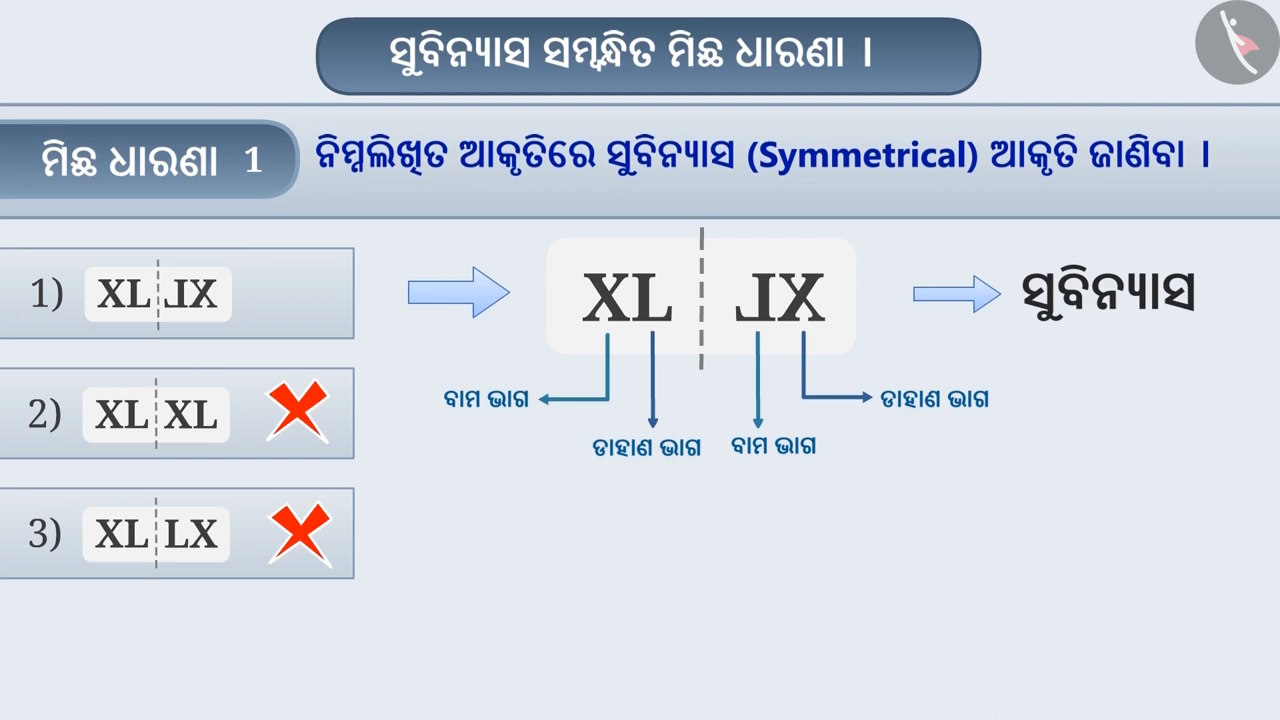 ସୁବିନ୍ୟାସ ସମ୍ବନ୍ଧିତ ମିଛ ଧାରଣା ।
ମିଛ ଧାରଣା 1
ନିମ୍ନଲିଖିତ ଆକୃତିରେ ସୁବିନ୍ୟାସ (Symmetrical) ଆକୃତି ଜାଣିବା ।
1) XL ⅃X
XL ⅃X
ସୁବିନ୍ୟାସ
ବାମ ଭାଗ
ଡାହାଣ ଭାଗ
ବାମ ଭାଗ
ଡାହାଣ ଭାଗ
2) XL XL
3) XL LX